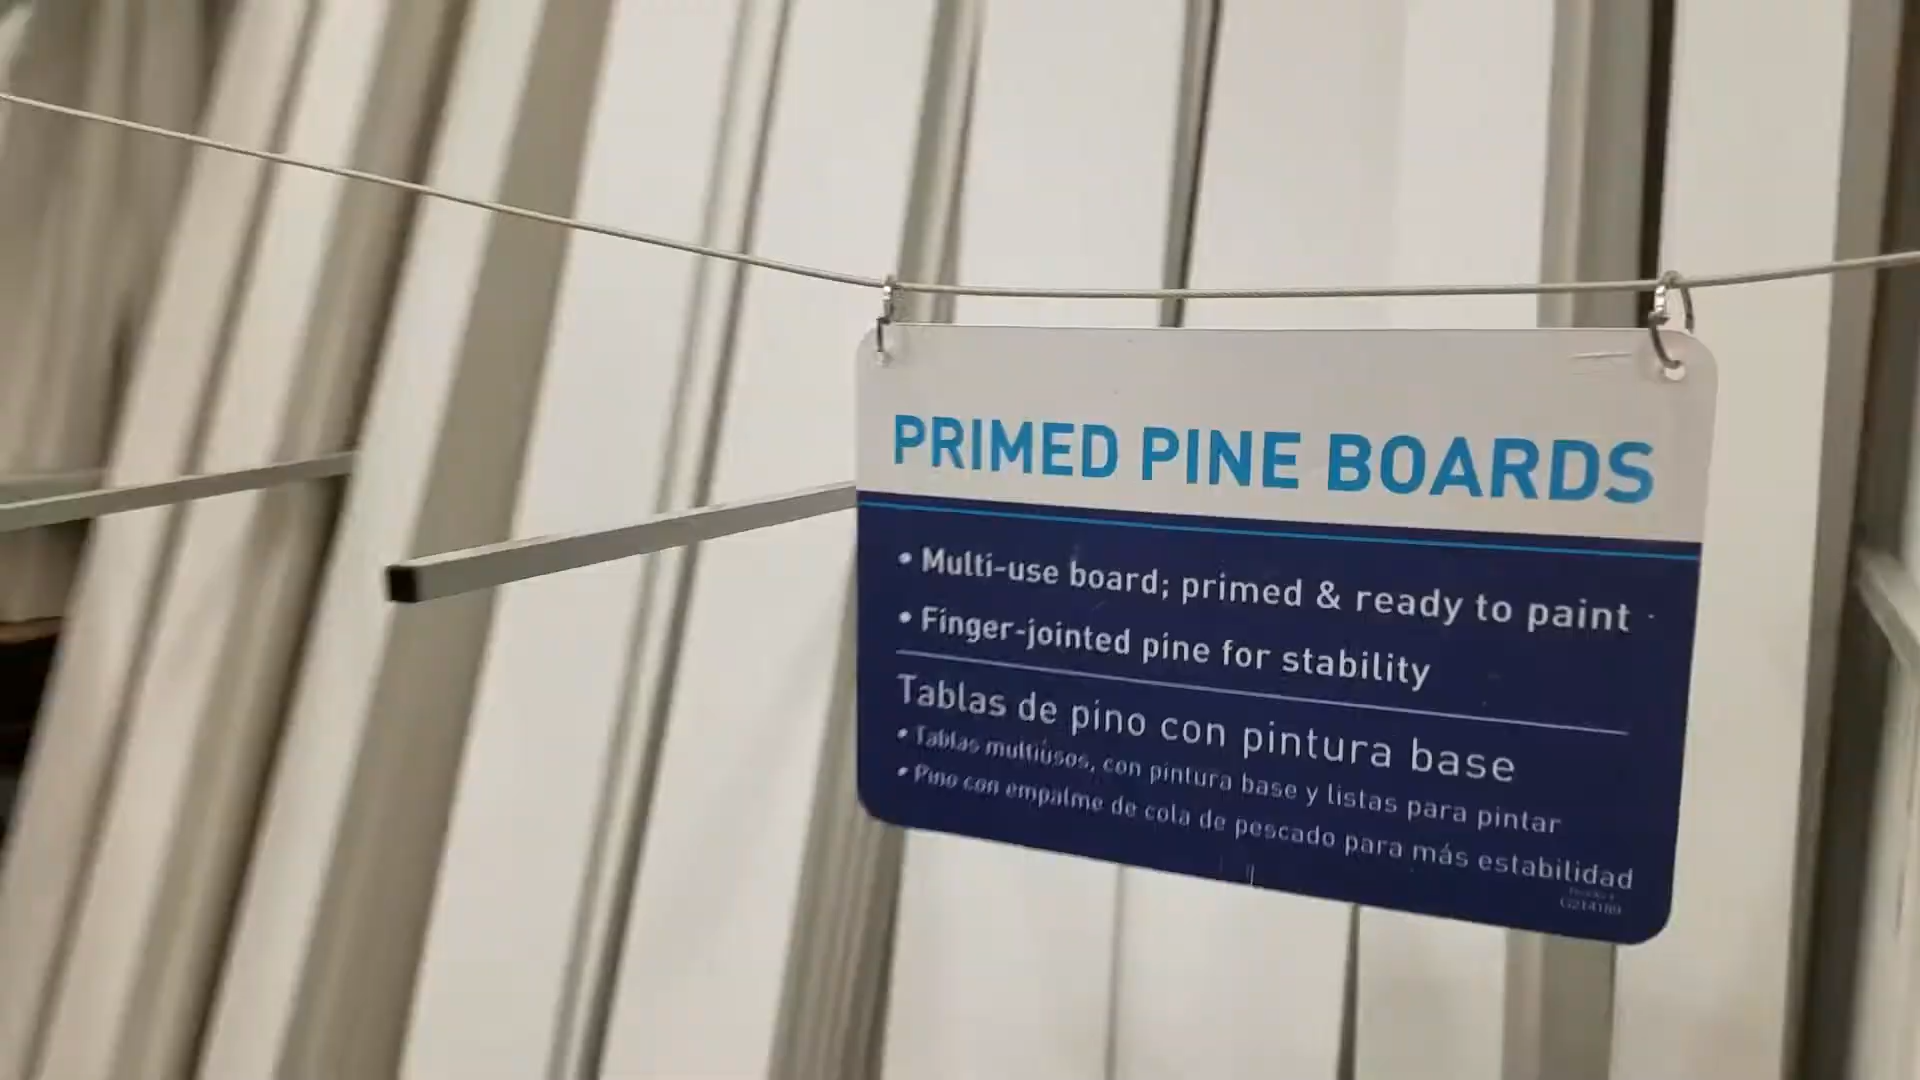 PRIMED PINE BOARDS
• Multi-use board; primed & ready to paint
• Finger-jointed pine for stability
Tablas de pino con pintura base
• Tablas multiusos, con pintura base y listas para pintar
• Pino con empalme de cola de pescado para más estabilidad